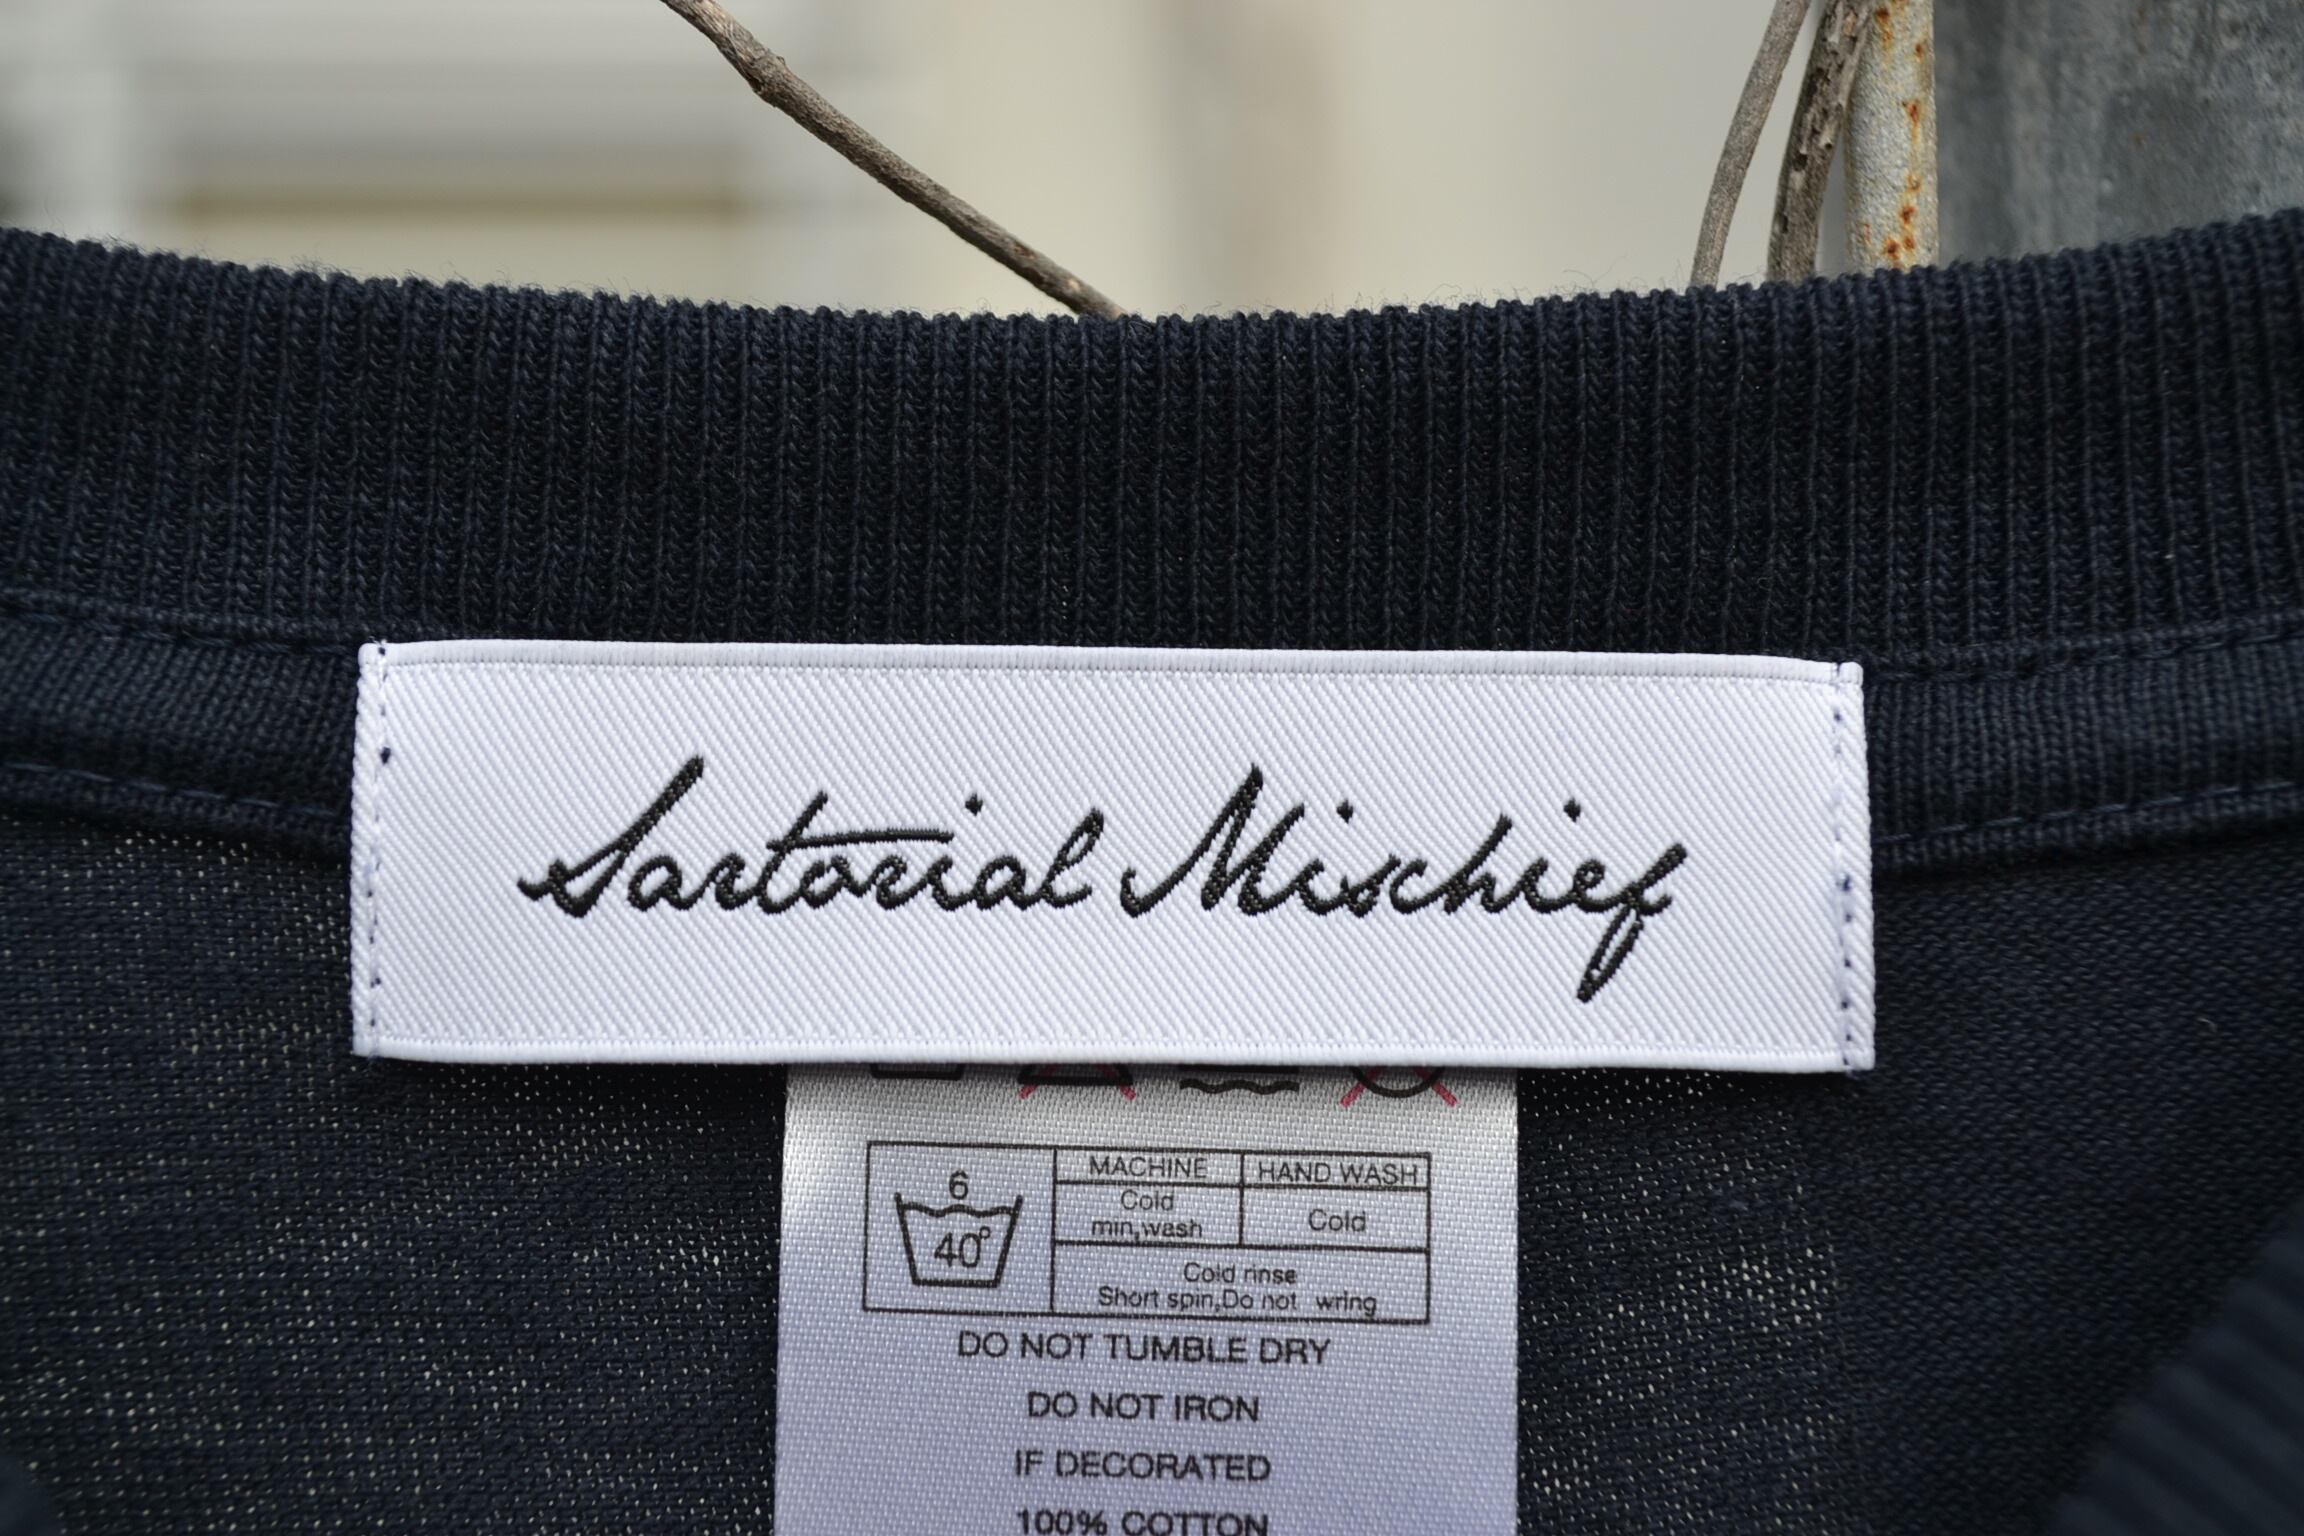 Sartorial Mischief
6
40°
MACHINE HAND WASH
Cold
min,wash
Cold
Cold rinse
Short spin,Do not wring
DO NOT TUMBLE DRY
DO NOT IRON
IF DECORATED
100% COTTON